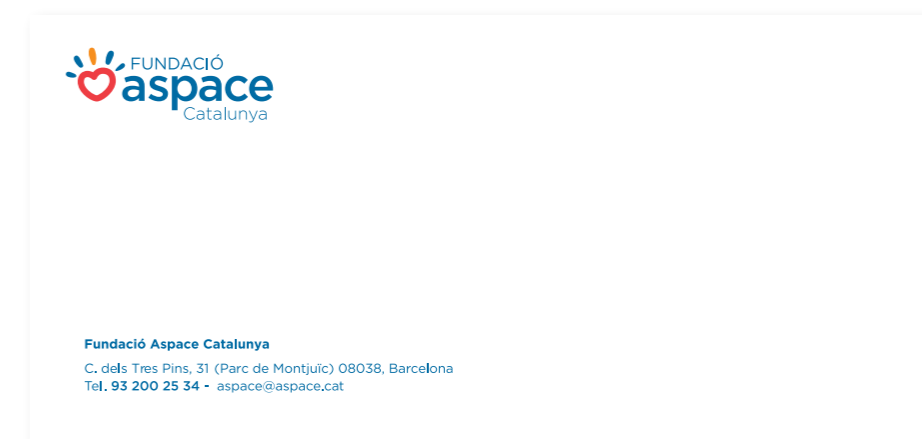 FUNDACIÓ
aspace
Catalunya
Fundació Aspace Catalunya
C. dels Tres Pins, 31 (Parc de Montjuïc) 08038, Barcelona
Tel. 93 200 25 34 - aspace@aspace.cat